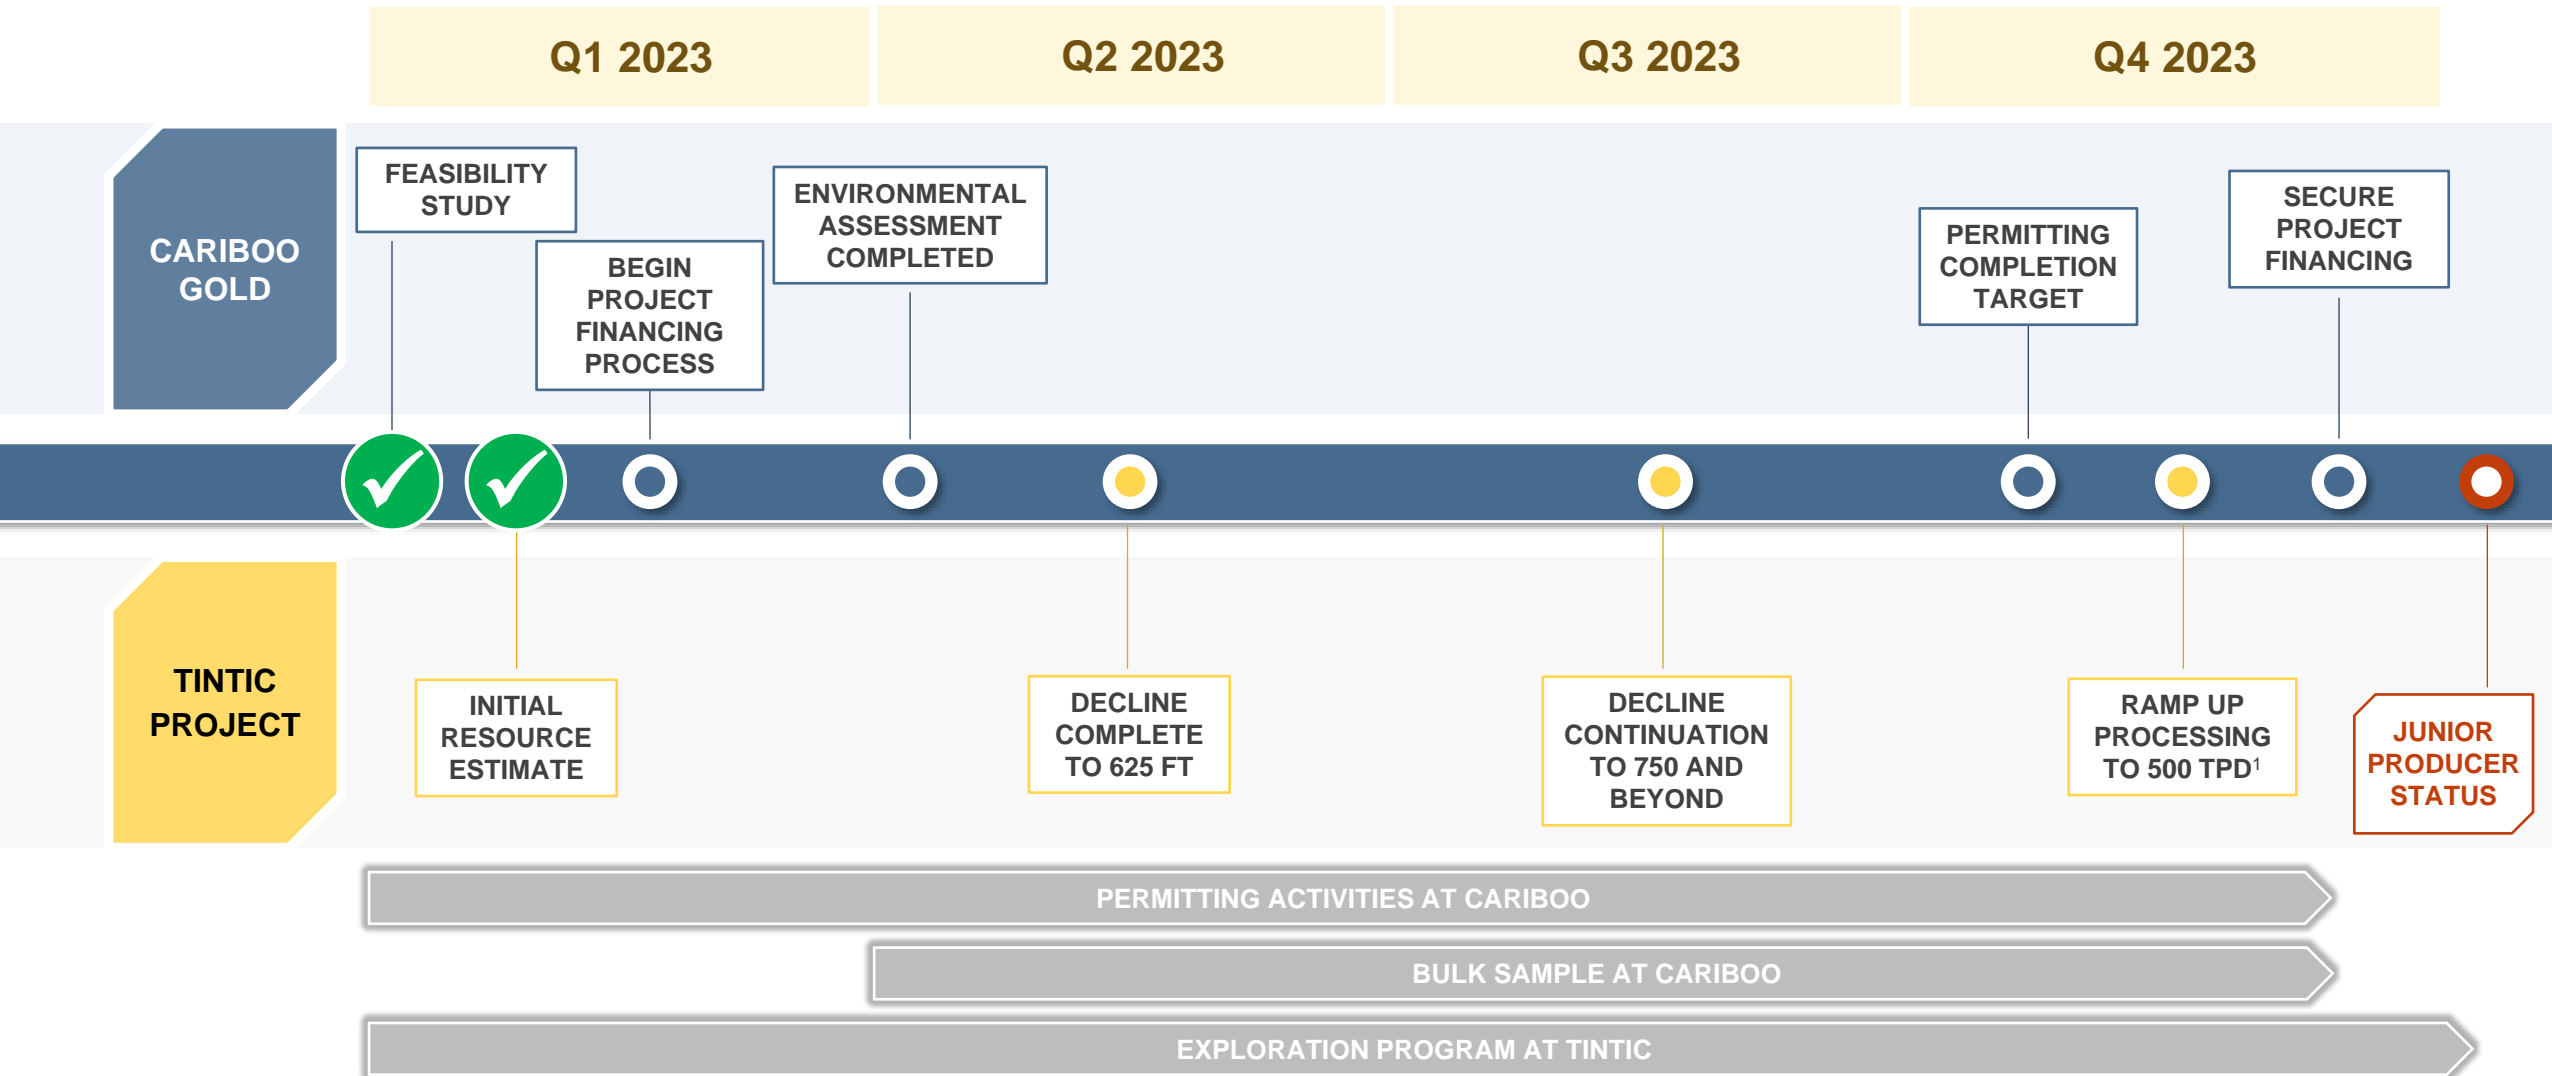 Q1 2023
Q2 2023
Q3 2023
Q4 2023
CARIBOO
GOLD
FEASIBILITY
STUDY
BEGIN
PROJECT
FINANCING
PROCESS
ENVIRONMENTAL
ASSESSMENT
COMPLETED
PERMITTING
COMPLETION
TARGET
SECURE
PROJECT
FINANCING
TINTIC
PROJECT
INITIAL
RESOURCE
ESTIMATE
DECLINE
COMPLETE
TO 625 FT
DECLINE
CONTINUATION
TO 750 AND
BEYOND
RAMP UP
PROCESSING
TO 500 TPD¹
JUNIOR
PRODUCER
STATUS
PERMITTING ACTIVITIES AT CARIBOO
BULK SAMPLE AT CARIBOO
EXPLORATION PROGRAM AT TINTIC